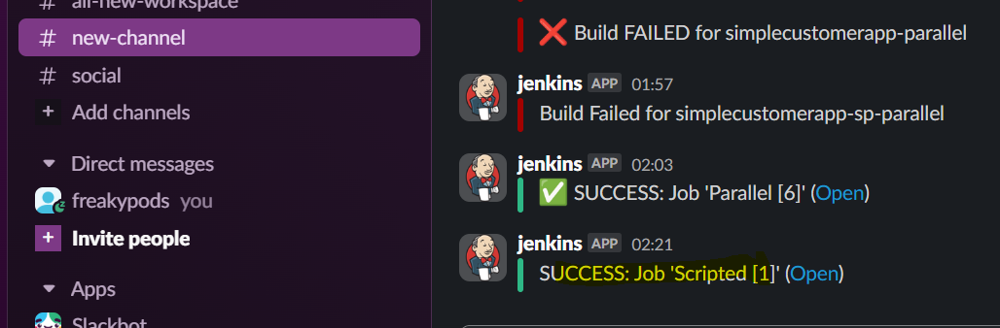 all-new-workspace
# new-channel
# social
+ Add channels
Direct messages
freakypods you
+ Invite people
Apps
Slackbot
❌ Build FAILED for simplecustomerapp-parallel
jenkins APP 01:57
Build Failed for simplecustomerapp-sp-parallel
jenkins APP 02:03
✅ SUCCESS: Job 'Parallel [6]' (Open)
jenkins APP 02:21
SUCCESS: Job 'Scripted [1]' (Open)